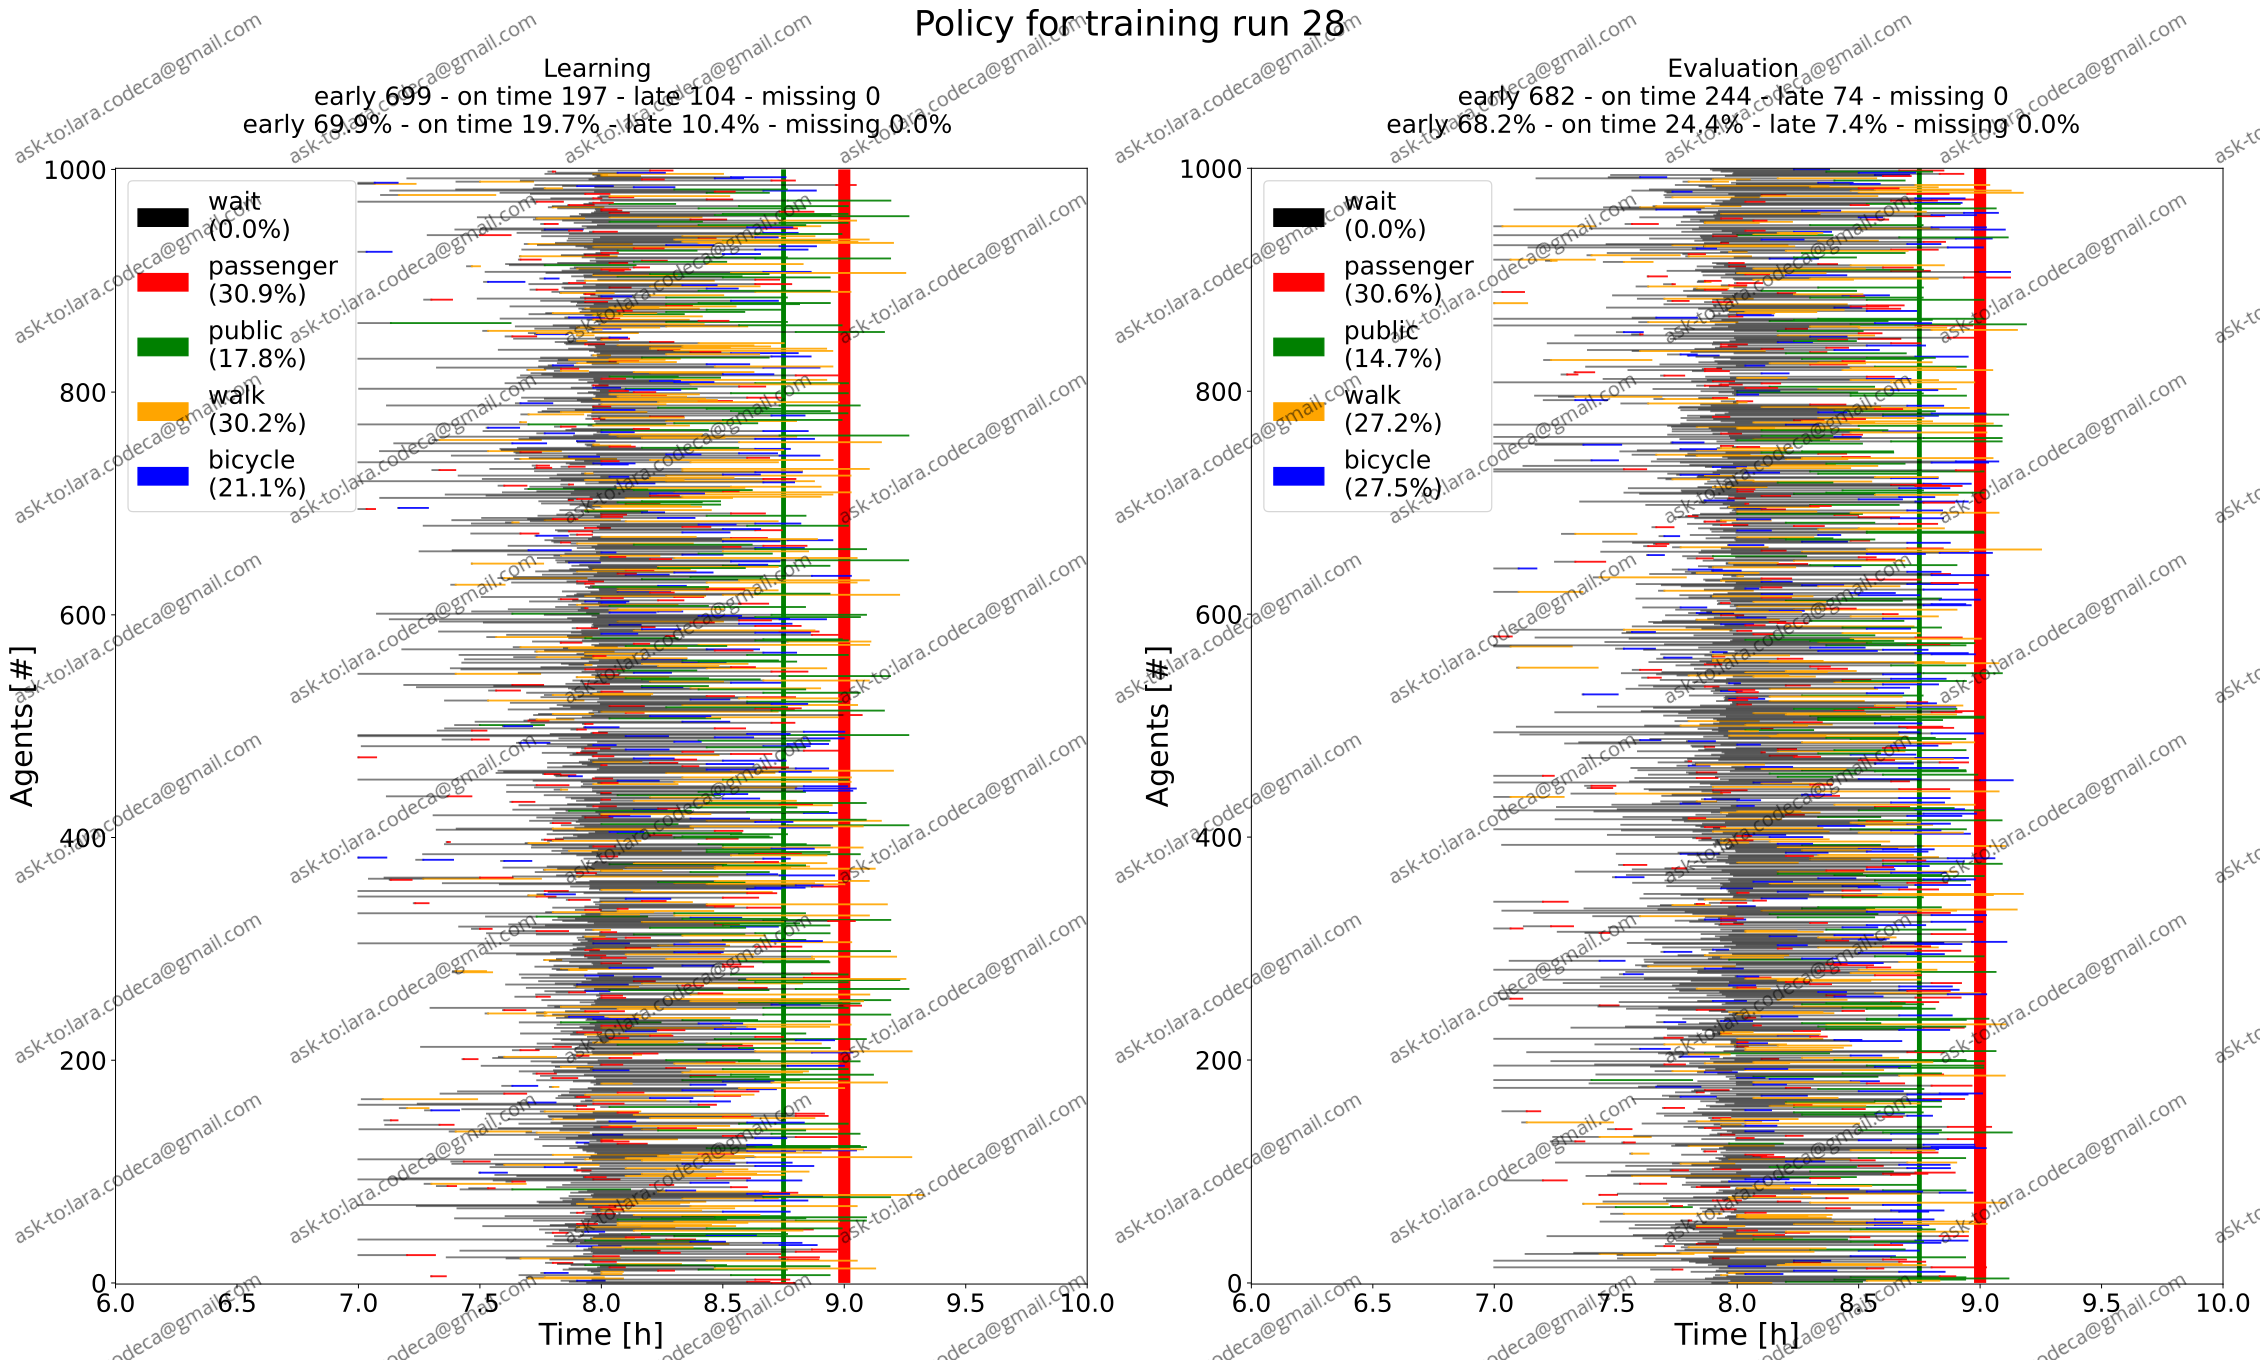 Policy for training run 28
Learning
early 699 - on time 197 - late 104 - missing 0
early 69.9% - on time 19.7% - late 10.4% - missing 0.0%
1000
800
600
400
200
0
Agents [#]
wait
(0.0%)
passenger
(30.9%)
public
(17.8%)
walk
(30.2%)
bicycle
(21.1%)
6.0 6.5 7.0 7.5 8.0 8.5 9.0 9.5 10.0
Time [h]
Evaluation
early 682 - on time 244 - late 74 - missing 0
early 68.2% - on time 24.4% - late 7.4% - missing 0.0%
1000
800
600
400
200
0
Agents [#]
wait
(0.0%)
passenger
(30.6%)
public
(14.7%)
walk
(27.2%)
bicycle
(27.5%)
6.0 6.5 7.0 7.5 8.0 8.5 9.0 9.5 10.0
Time [h]
ask-to:lara.codeca@gmail.com